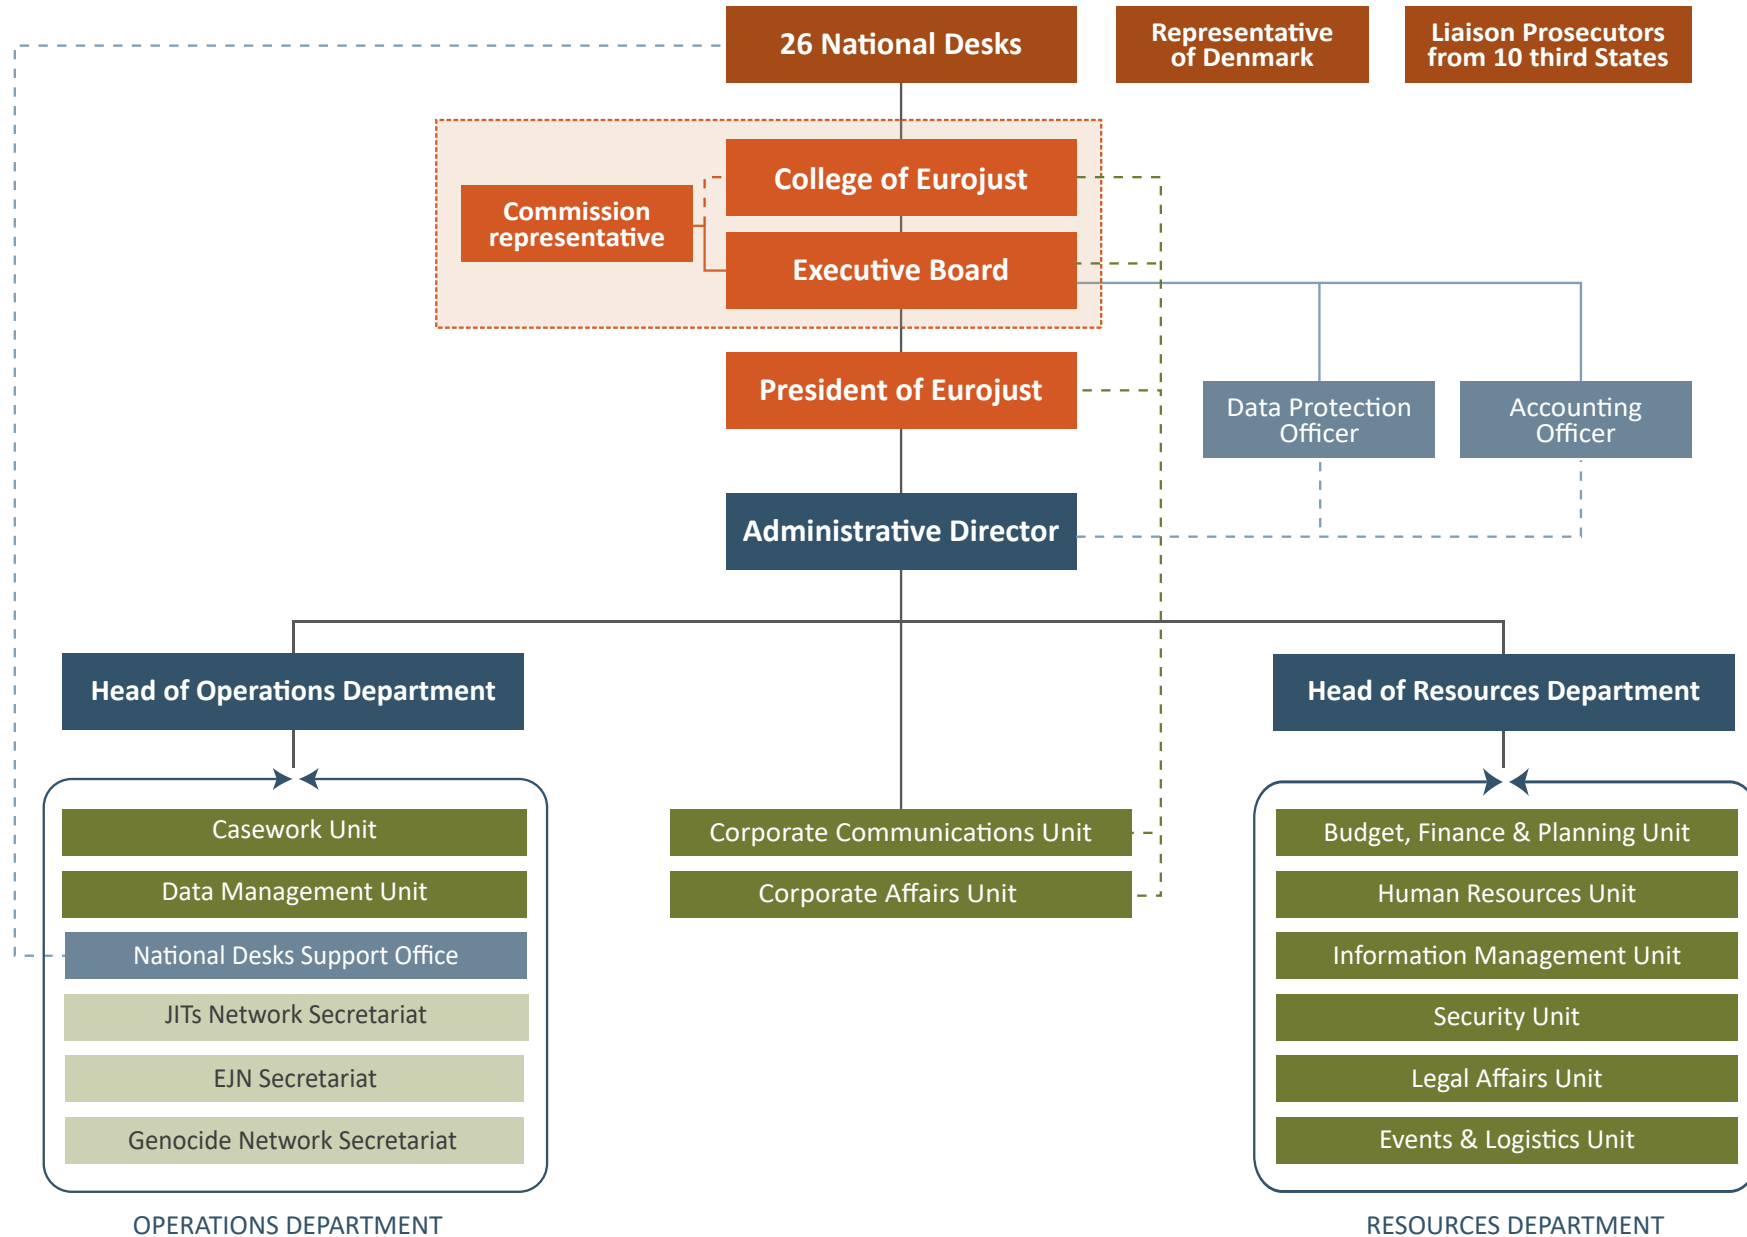 26 National Desks
Representative
of Denmark
Liaison Prosecutors
from 10 third States
College of Eurojust
Commission
representative
Executive Board
President of Eurojust
Data Protection
Officer
Accounting
Officer
Administrative Director
Head of Operations Department
Head of Resources Department
Casework Unit
Data Management Unit
National Desks Support Office
JITs Network Secretariat
EJN Secretariat
Genocide Network Secretariat
OPERATIONS DEPARTMENT
Corporate Communications Unit
Corporate Affairs Unit
Budget, Finance & Planning Unit
Human Resources Unit
Information Management Unit
Security Unit
Legal Affairs Unit
Events & Logistics Unit
RESOURCES DEPARTMENT